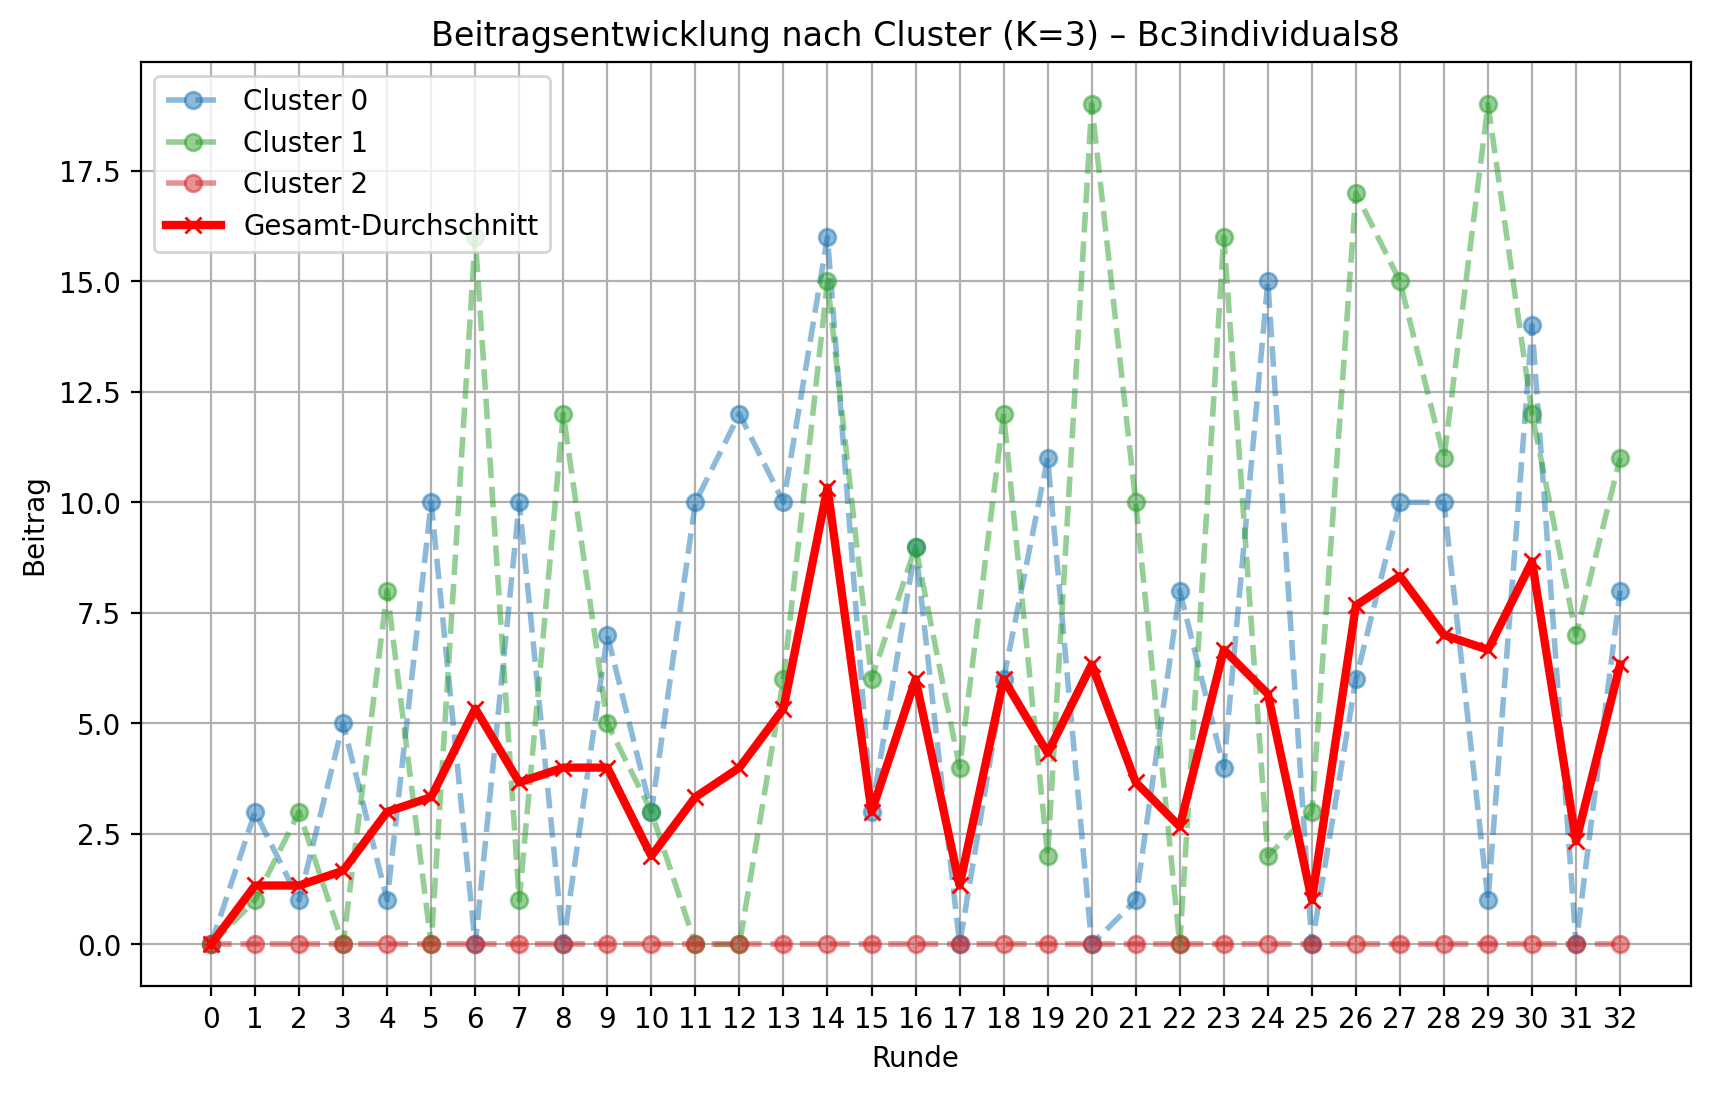 Beitragsentwicklung nach Cluster (K=3) – Bc3individuals8
Cluster 0
Cluster 1
Cluster 2
Gesamt-Durchschnitt
17.5
15.0
12.5
10.0
7.5
5.0
2.5
0.0
Beitrag
0 1 2 3 4 5 6 7 8 9 10 11 12 13 14 15 16 17 18 19 20 21 22 23 24 25 26 27 28 29 30 31 32
Runde